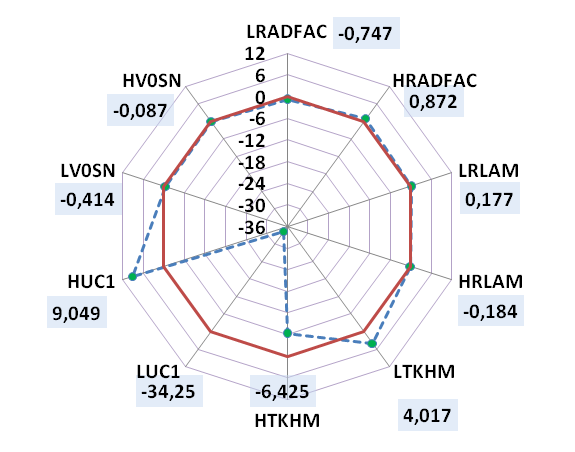 LRADFAC
-0,747
12
6
0
-6
-12
-18
-24
-30
-36
HRADFAC
0,872
LRLAM
0,177
HRLAM
-0,184
LTKHM
4,017
HTKHM
-6,425
LUC1
-34,25
HUC1
9,049
LV0SN
-0,414
HV0SN
-0,087